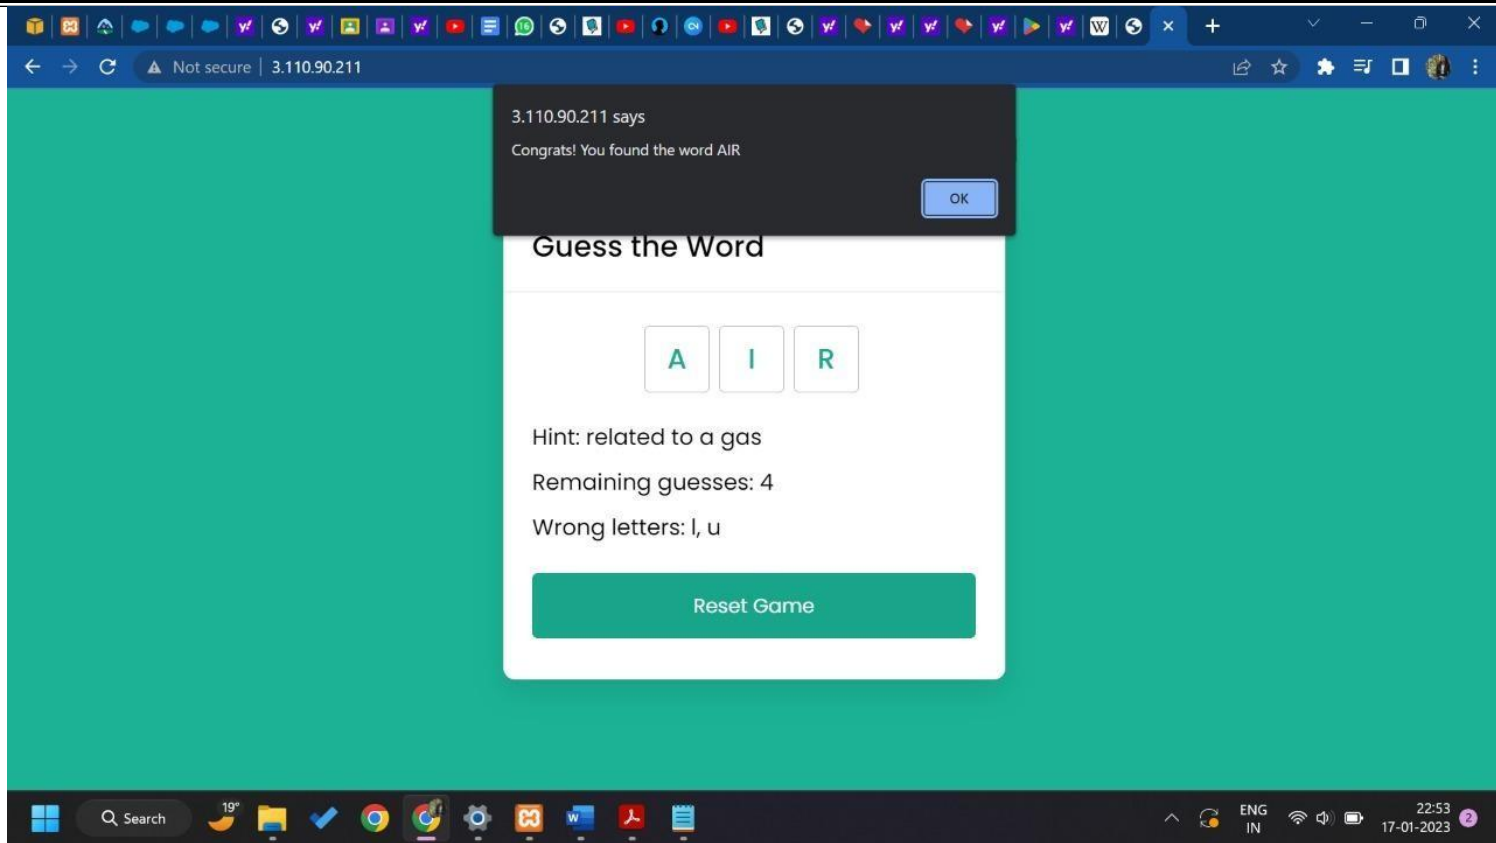 Not secure | 3.110.90.211
3.110.90.211 says
Congrats! You found the word AIR
OK
Guess the Word
A I R
Hint: related to a gas
Remaining guesses: 4
Wrong letters: l, u
Reset Game
Search
19°
ENG
IN
22:53
17-01-2023
2